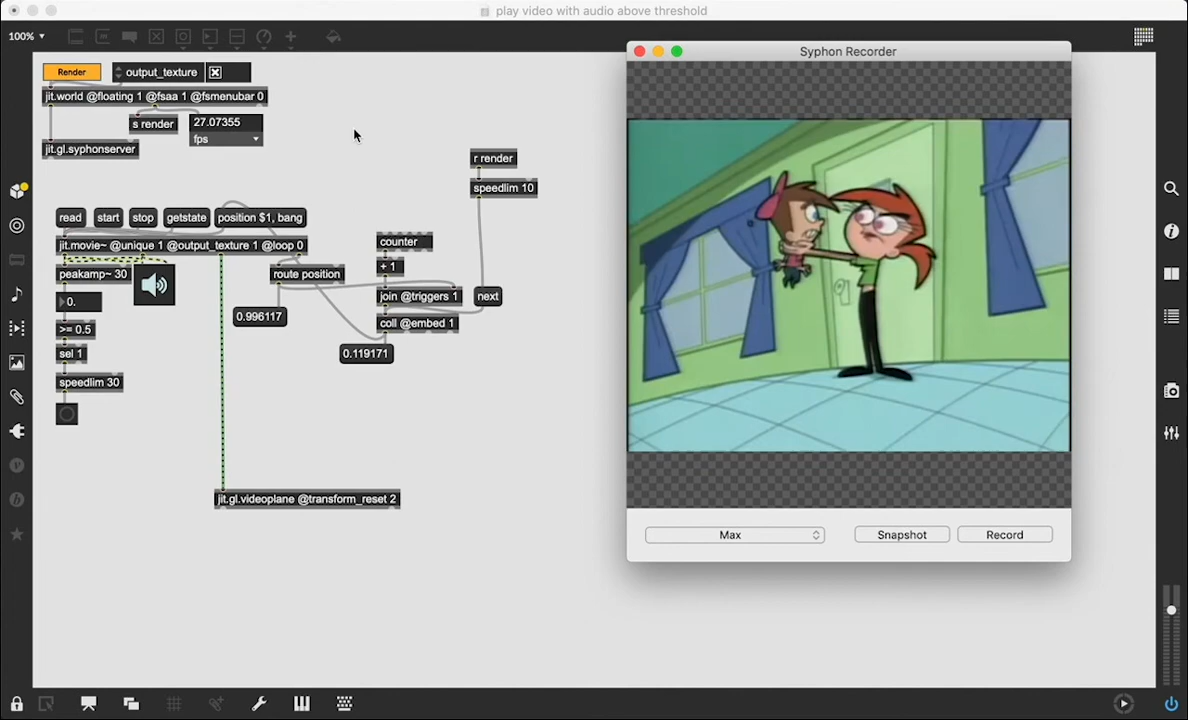 play video with audio above threshold
100%
Syphon Recorder
Render
output_texture
jit.world @floating 1 @fsaa 1 @fsmenubar 0
s render
27.07355
fps
jit.gl.syphonserver
r render
speedlim 10
read
start
stop
getstate
position $1, bang
jit.movie~ @unique 1 @output_texture 1 @loop 0
counter
peakamp~ 30
route position
+ 1
0.
join @triggers 1
next
0.996117
>= 0.5
coll @embed 1
sel 1
0.119171
speedlim 30
jit.gl.videoplane @transform_reset 2
Max
Snapshot
Record